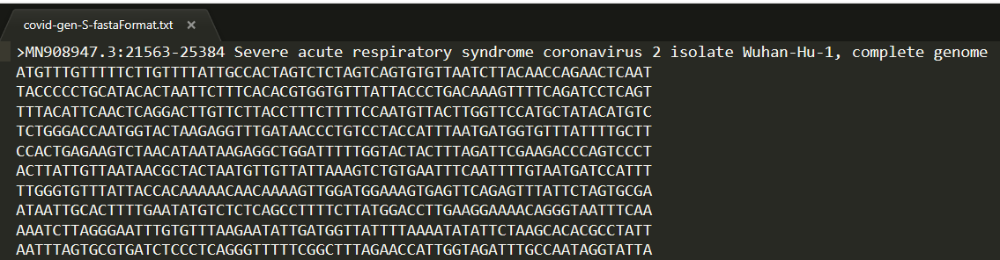 covid-gen-S-fastaFormat.txt ×
>MN908947.3:21563-25384 Severe acute respiratory syndrome coronavirus 2 isolate Wuhan-Hu-1, complete genome
ATGTTTGTTTTTCTTGTTTTATTGCCACTAGTCTCTAGTCAGTGTGTTAATCTTACAACCAGAACTCAAT
TACCCCCTGCATACACTAATTCTTTCACACGTGGTGTTTATTACCCTGACAAAGTTTTCAGATCCTCAGT
TTTACATTCAACTCAGGACTTGTTCTTACCTTTCTTTTCCAATGTTACTTGGTTCCATGCTATACATGTC
TCTGGGACCAATGGTACTAAGAGGTTTGATAACCCTGTCCTACCATTTAATGATGGTGTTTATTTTGCTT
CCACTGAGAAGTCTAACATAATAAGAGGCTGGATTTTTGGTACTACTTTAGATTCGAAGACCCAGTCCCT
ACTTATTGTTAATAACGCTACTAATGTTGTTATTAAAGTCTGTGAATTTCAATTTTGTAATGATCCATTT
TTGGGTGTTTATTACCACAAAAACAACAAAAGTTGGATGGAAAGTGAGTTCAGAGTTTATTCTAGTGCGA
ATAATTGCACTTTTGAATATGTCTCTCAGCCTTTTCTTATGGACCTTGAAGGAAAACAGGGTAATTTCAA
AAATCTTAGGGAATTTGTGTTTAAGAATATTGATGGTTATTTTAAAATATATTCTAAGCACACGCCTATT
AATTTAGTGCGTGATCTCCCTCAGGGTTTTTCGGCTTTAGAACCATTGGTAGATTTGCCAATAGGTATTA